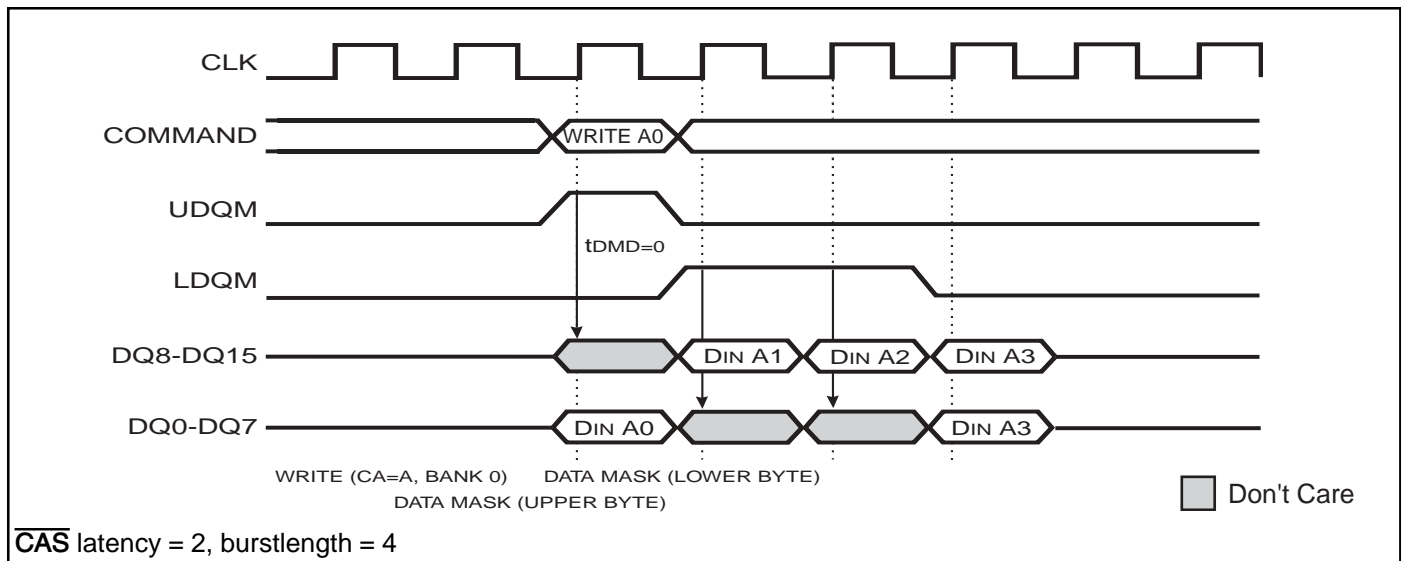 CLK
COMMAND
WRITE A0
UDQM
tDMD=0
LDQM
DQ8-DQ15
DIN A1
DIN A2
DIN A3
DQ0-DQ7
DIN A0
DIN A3
WRITE (CA=A, BANK 0)
DATA MASK (LOWER BYTE)
DATA MASK (UPPER BYTE)
Don't Care
CAS latency = 2, burstlength = 4